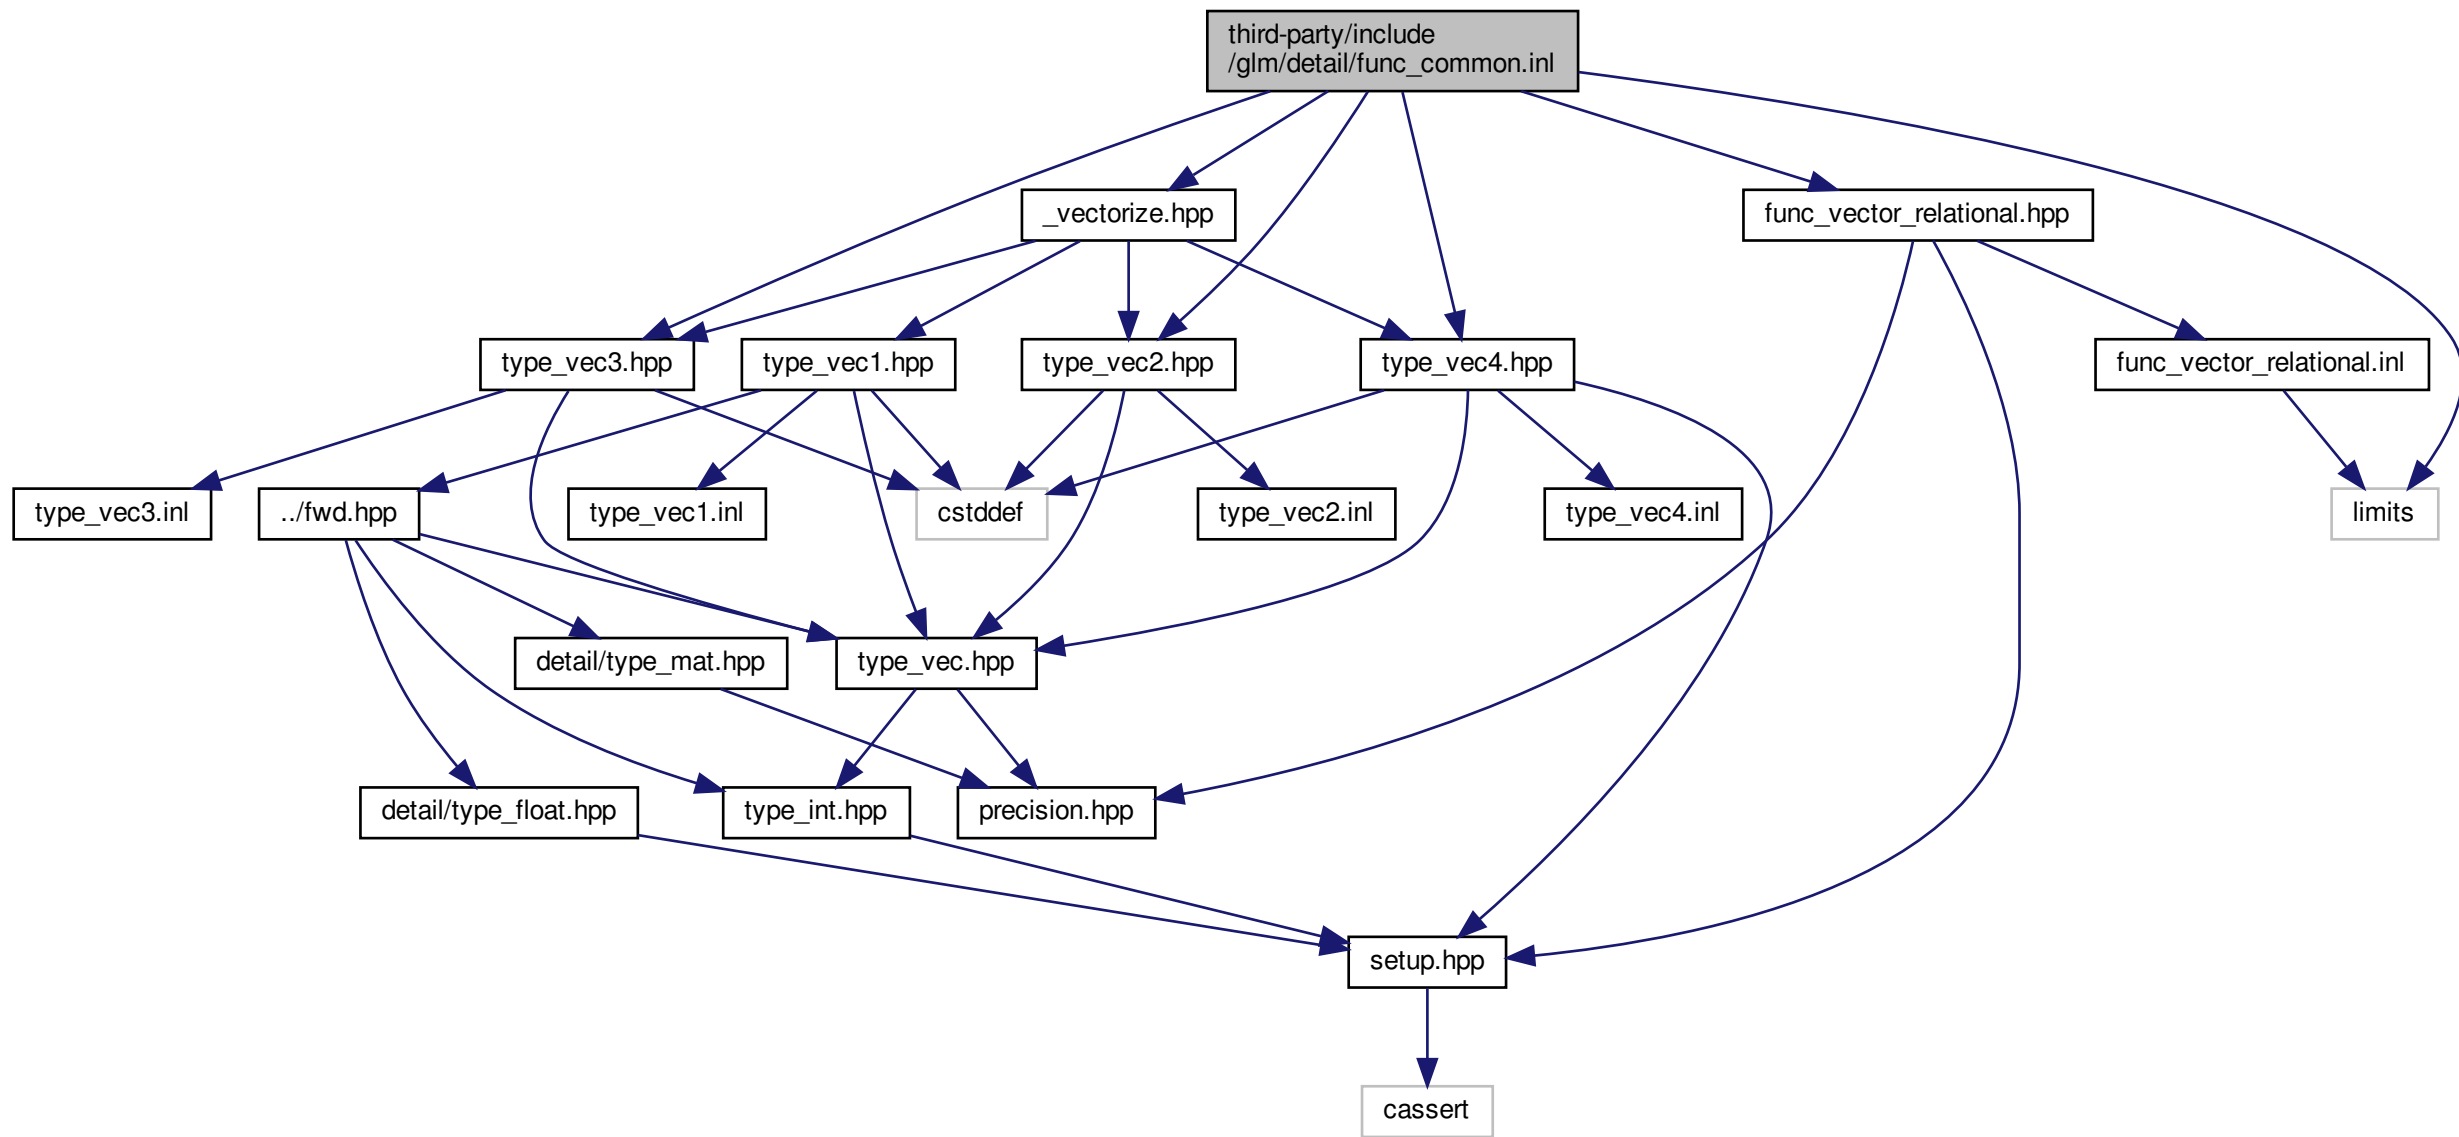 third-party/include
/glm/detail/func_common.inl
_vectorize.hpp
func_vector_relational.hpp
type_vec3.hpp
type_vec1.hpp
type_vec2.hpp
type_vec4.hpp
func_vector_relational.inl
type_vec3.inl
../fwd.hpp
type_vec1.inl
cstddef
type_vec2.inl
type_vec4.inl
limits
detail/type_mat.hpp
type_vec.hpp
detail/type_float.hpp
type_int.hpp
precision.hpp
setup.hpp
cassert